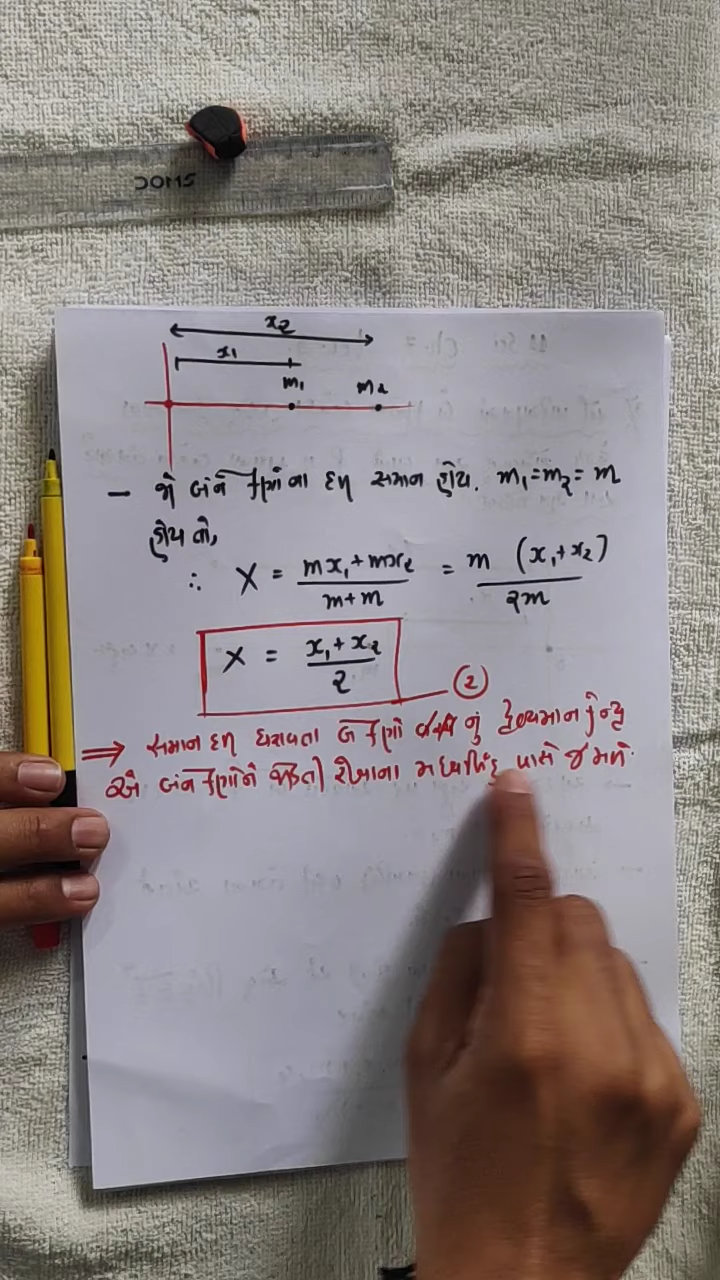 DOMS
x₂
x₁
m₁ m₂
- જો બંને કણોના દળ સમાન હોય. m₁=m₂=m
હોય તો,
∴ X = (mx₁+mx₂)/(m+m) = m (x₁+x₂)/2m
X = (x₁+x₂)/2 ②
⇒ સમાન દળ ધરાવતા બે કણો નું દ્રવ્યમાન કેન્દ્ર
એ બંને કણોને જોડતી રેખાના મધ્યબિંદુ પાસે જ મળે.